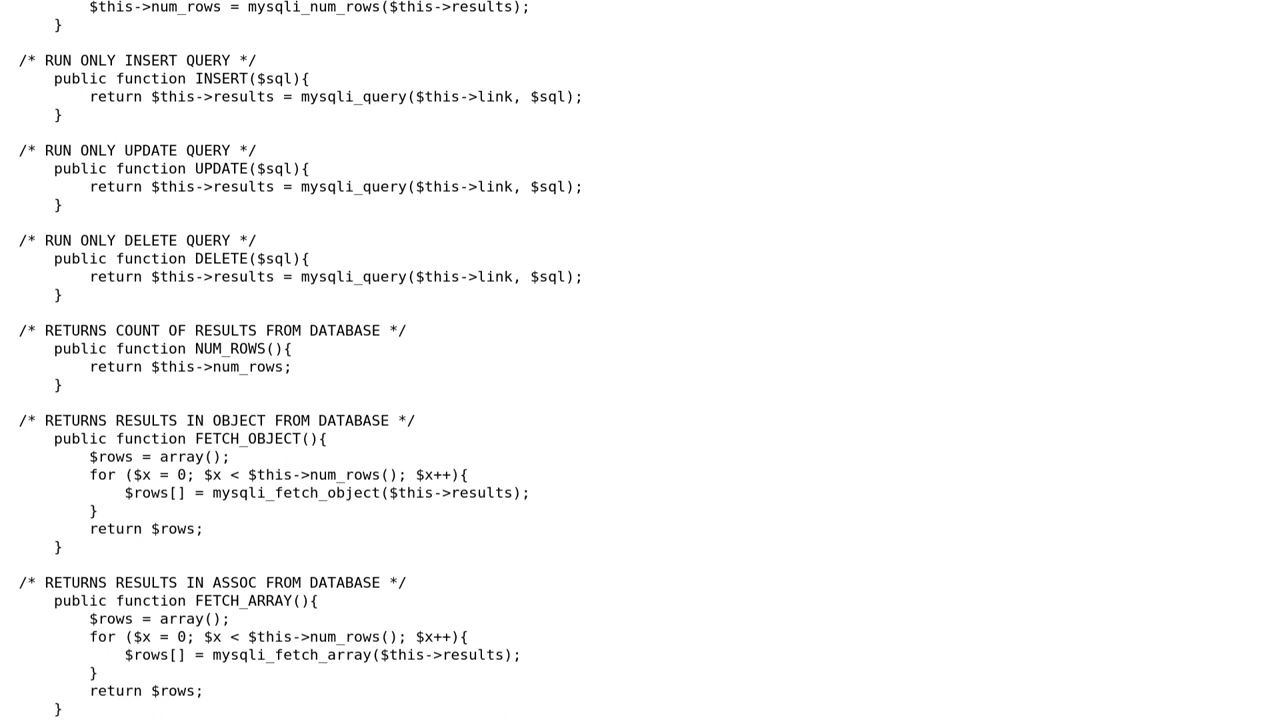 $this->num_rows = mysqli_num_rows($this->results);
}
/* RUN ONLY INSERT QUERY */
public function INSERT($sql){
return $this->results = mysqli_query($this->link, $sql);
}
/* RUN ONLY UPDATE QUERY */
public function UPDATE($sql){
return $this->results = mysqli_query($this->link, $sql);
}
/* RUN ONLY DELETE QUERY */
public function DELETE($sql){
return $this->results = mysqli_query($this->link, $sql);
}
/* RETURNS COUNT OF RESULTS FROM DATABASE */
public function NUM_ROWS(){
return $this->num_rows;
}
/* RETURNS RESULTS IN OBJECT FROM DATABASE */
public function FETCH_OBJECT(){
$rows = array();
for ($x = 0; $x < $this->num_rows(); $x++){
$rows[] = mysqli_fetch_object($this->results);
}
return $rows;
}
/* RETURNS RESULTS IN ASSOC FROM DATABASE */
public function FETCH_ARRAY(){
$rows = array();
for ($x = 0; $x < $this->num_rows(); $x++){
$rows[] = mysqli_fetch_array($this->results);
}
return $rows;
}